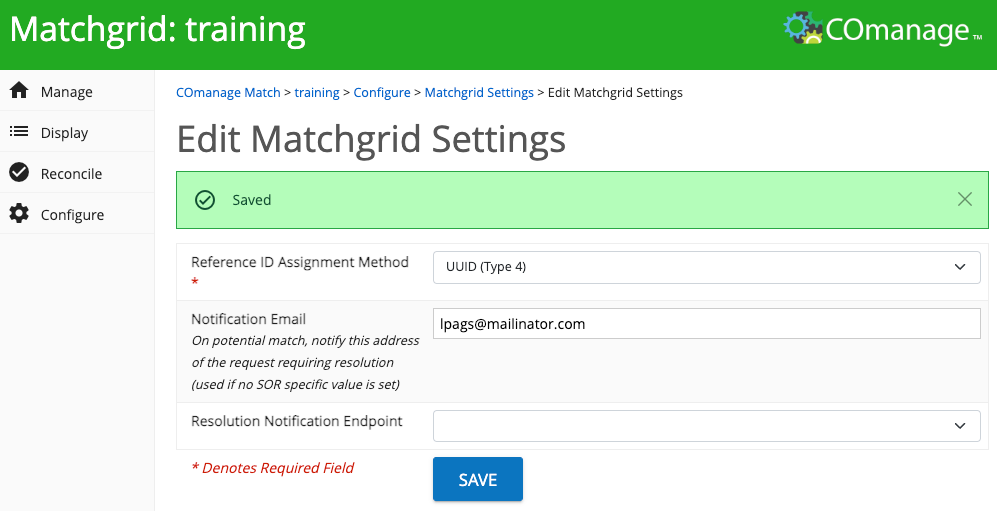 Matchgrid: training
COmanage™
Manage
Display
Reconcile
Configure
COmanage Match > training > Configure > Matchgrid Settings > Edit Matchgrid Settings
Edit Matchgrid Settings
Saved
Reference ID Assignment Method
*
UUID (Type 4)
Notification Email
On potential match, notify this address
of the request requiring resolution
(used if no SOR specific value is set)
lpags@mailinator.com
Resolution Notification Endpoint
* Denotes Required Field
SAVE